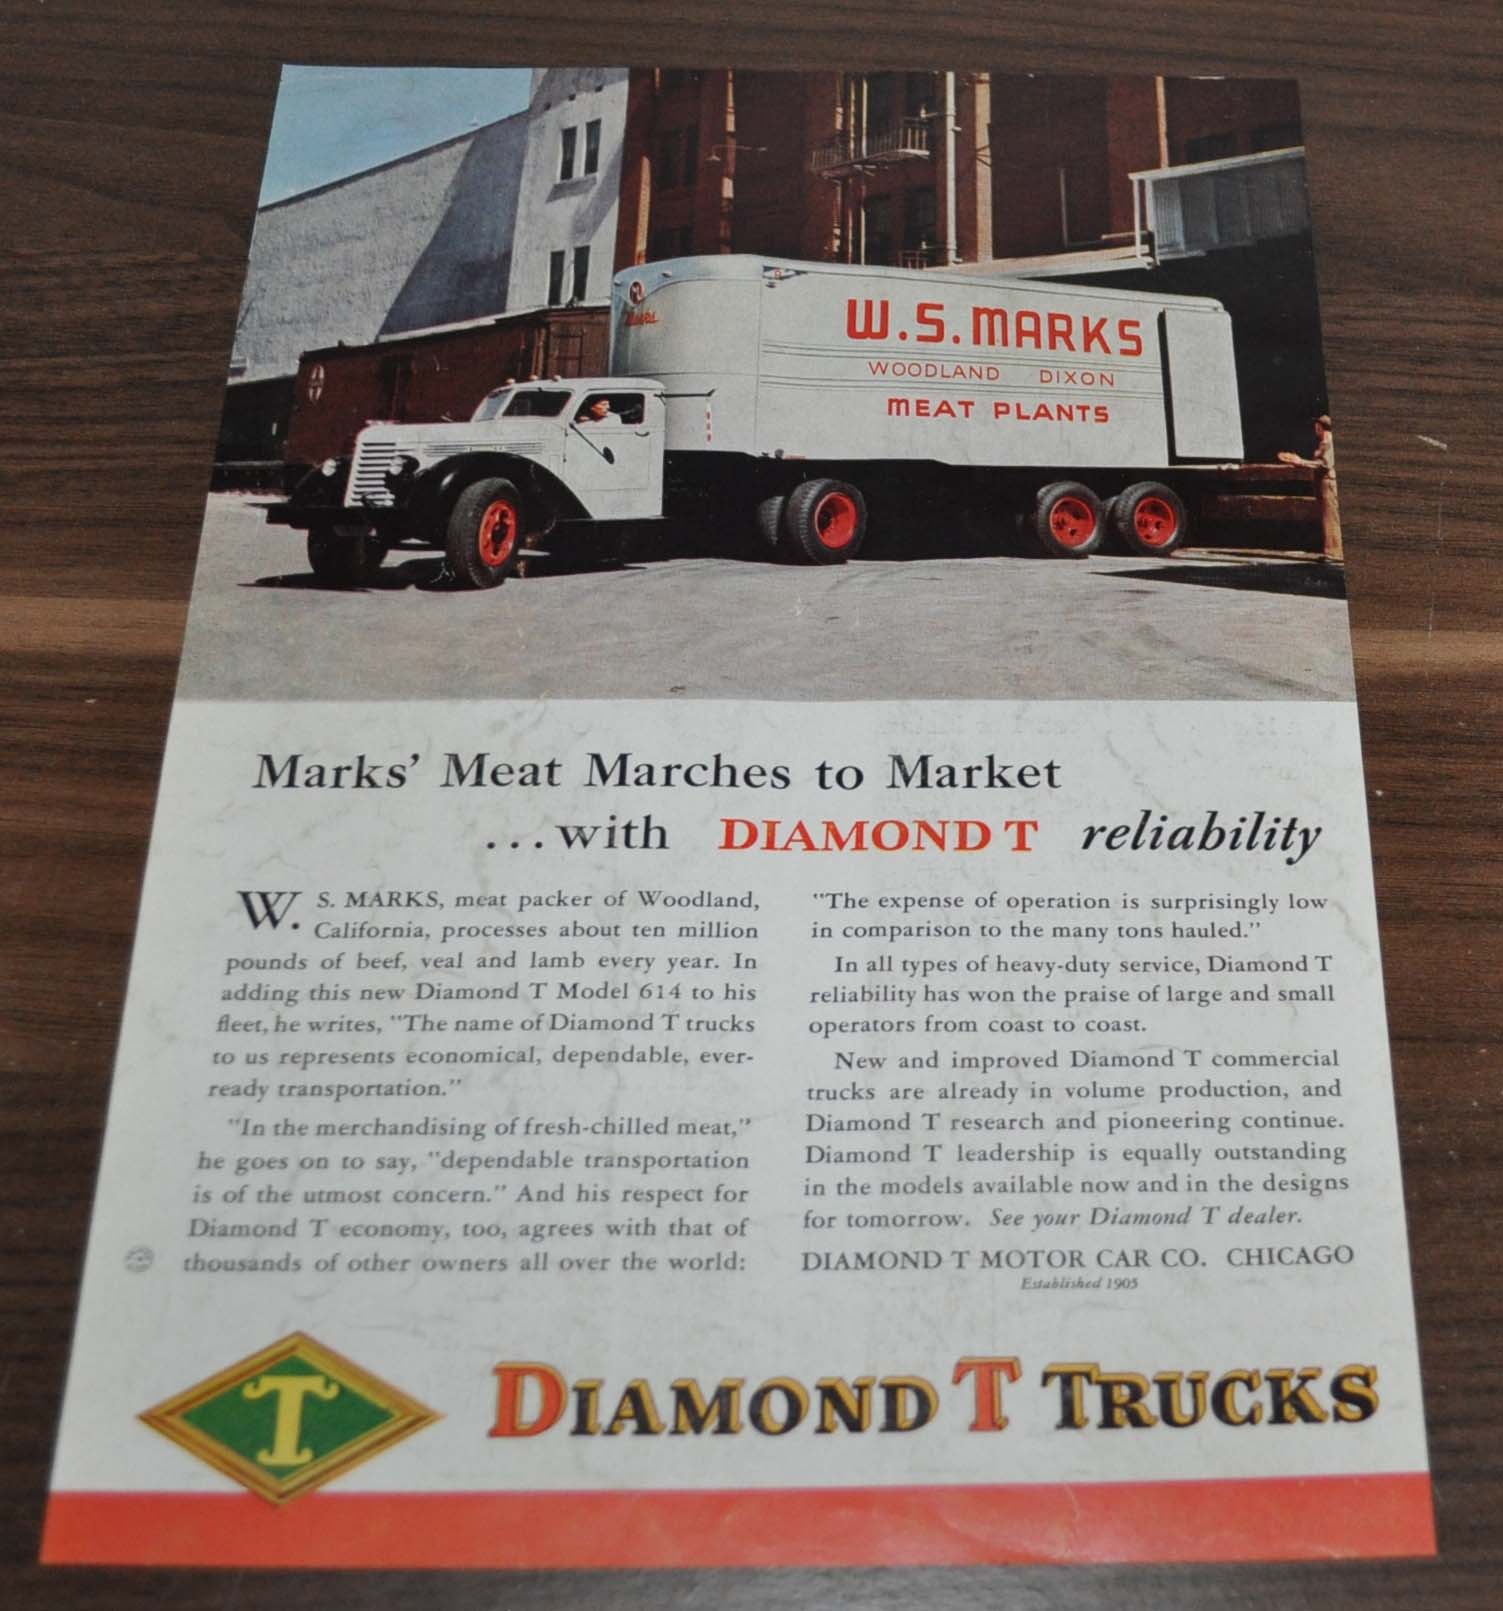 W.S. MARKS
WOODLAND DIXON
MEAT PLANTS
Marks' Meat Marches to Market
...with DIAMOND T reliability
W. S. MARKS, meat packer of Woodland,
California, processes about ten million
pounds of beef, veal and lamb every year. In
adding this new Diamond T Model 614 to his
fleet, he writes, "The name of Diamond T trucks
to us represents economical, dependable, ever-
ready transportation."
"In the merchandising of fresh-chilled meat,"
he goes on to say, "dependable transportation
is of the utmost concern." And his respect for
Diamond T economy, too, agrees with that of
thousands of other owners all over the world:
"The expense of operation is surprisingly low
in comparison to the many tons hauled."
In all types of heavy-duty service, Diamond T
reliability has won the praise of large and small
operators from coast to coast.
New and improved Diamond T commercial
trucks are already in volume production, and
Diamond T research and pioneering continue.
Diamond T leadership is equally outstanding
in the models available now and in the designs
for tomorrow. See your Diamond T dealer.
DIAMOND T MOTOR CAR CO. CHICAGO
Established 1905
T
DIAMOND T TRUCKS